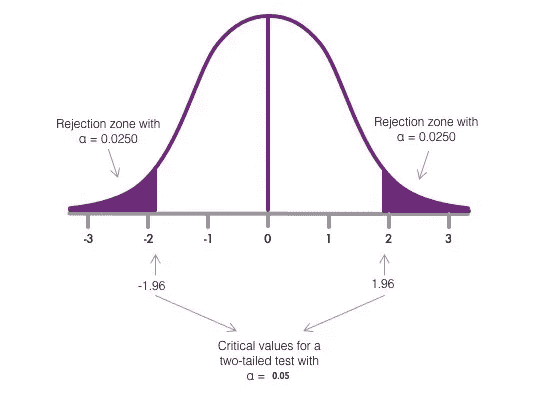 Rejection zone with
α = 0.0250
Rejection zone with
α = 0.0250
-3 -2 -1 0 1 2 3
-1.96
1.96
Critical values for a
two-tailed test with
α = 0.05